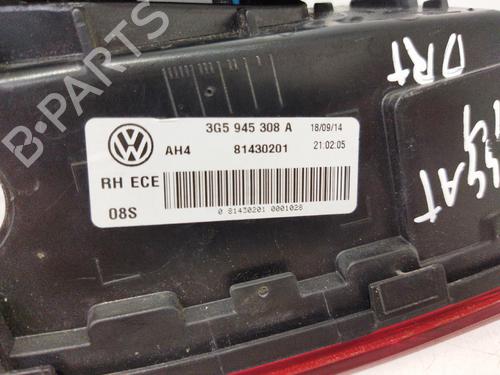 B-PARTS
3G5 945 308 A
18/09/14
AH4
81430201
21:02:05
RH ECE
08S
0 81430201 0001028
DRT